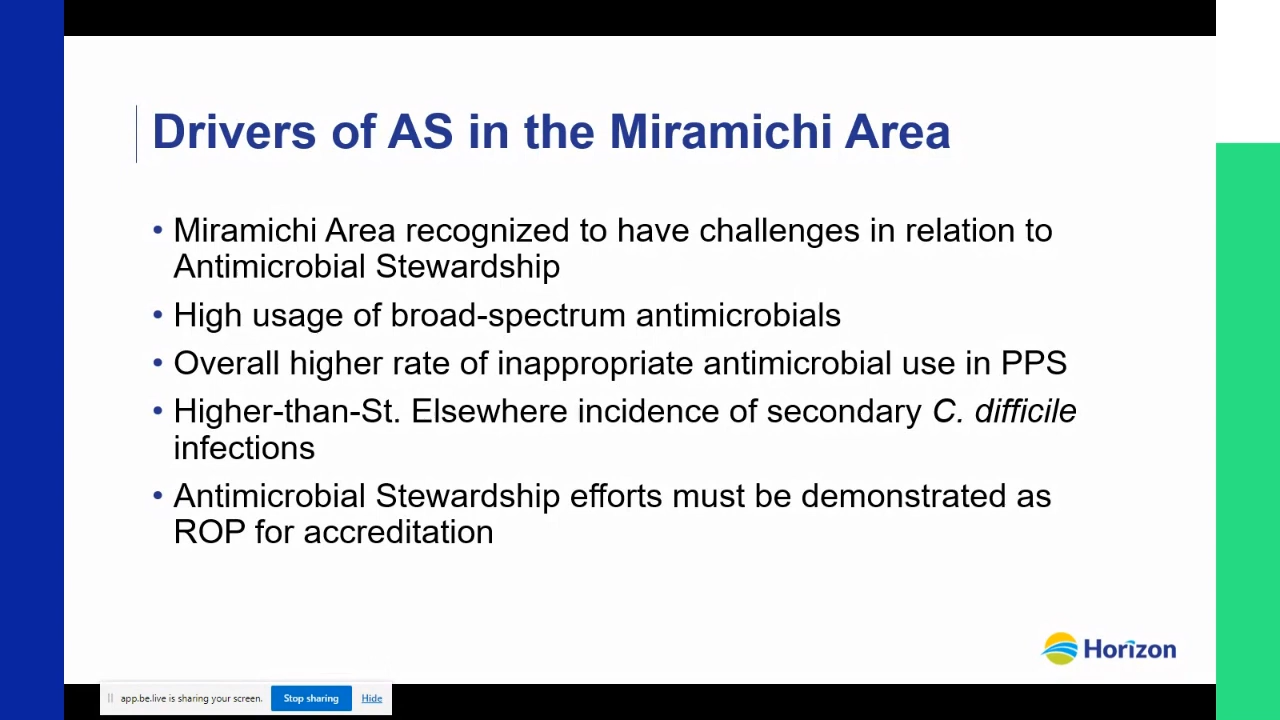 Drivers of AS in the Miramichi Area
• Miramichi Area recognized to have challenges in relation to
Antimicrobial Stewardship
• High usage of broad-spectrum antimicrobials
• Overall higher rate of inappropriate antimicrobial use in PPS
• Higher-than-St. Elsewhere incidence of secondary C. difficile
infections
• Antimicrobial Stewardship efforts must be demonstrated as
ROP for accreditation
Horizon
app.be.live is sharing your screen. Stop sharing Hide